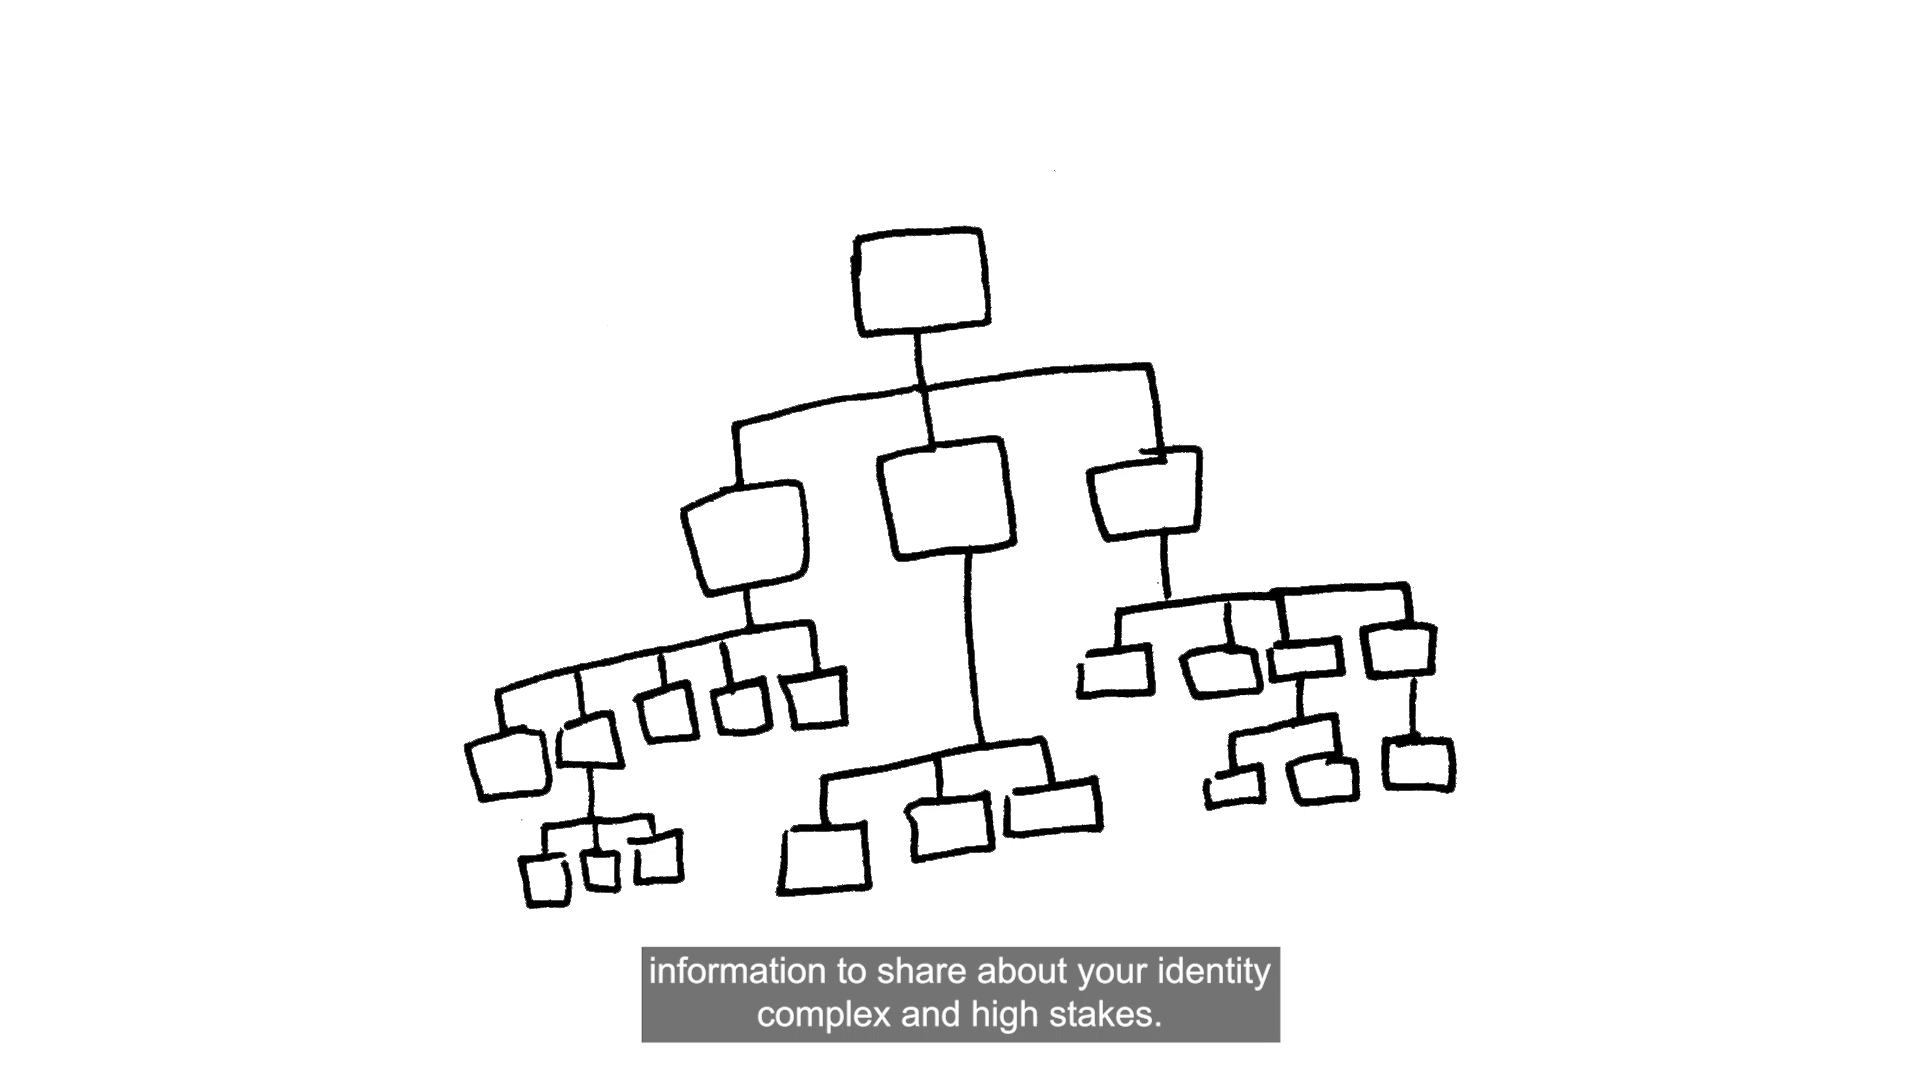 information to share about your identity
complex and high stakes.